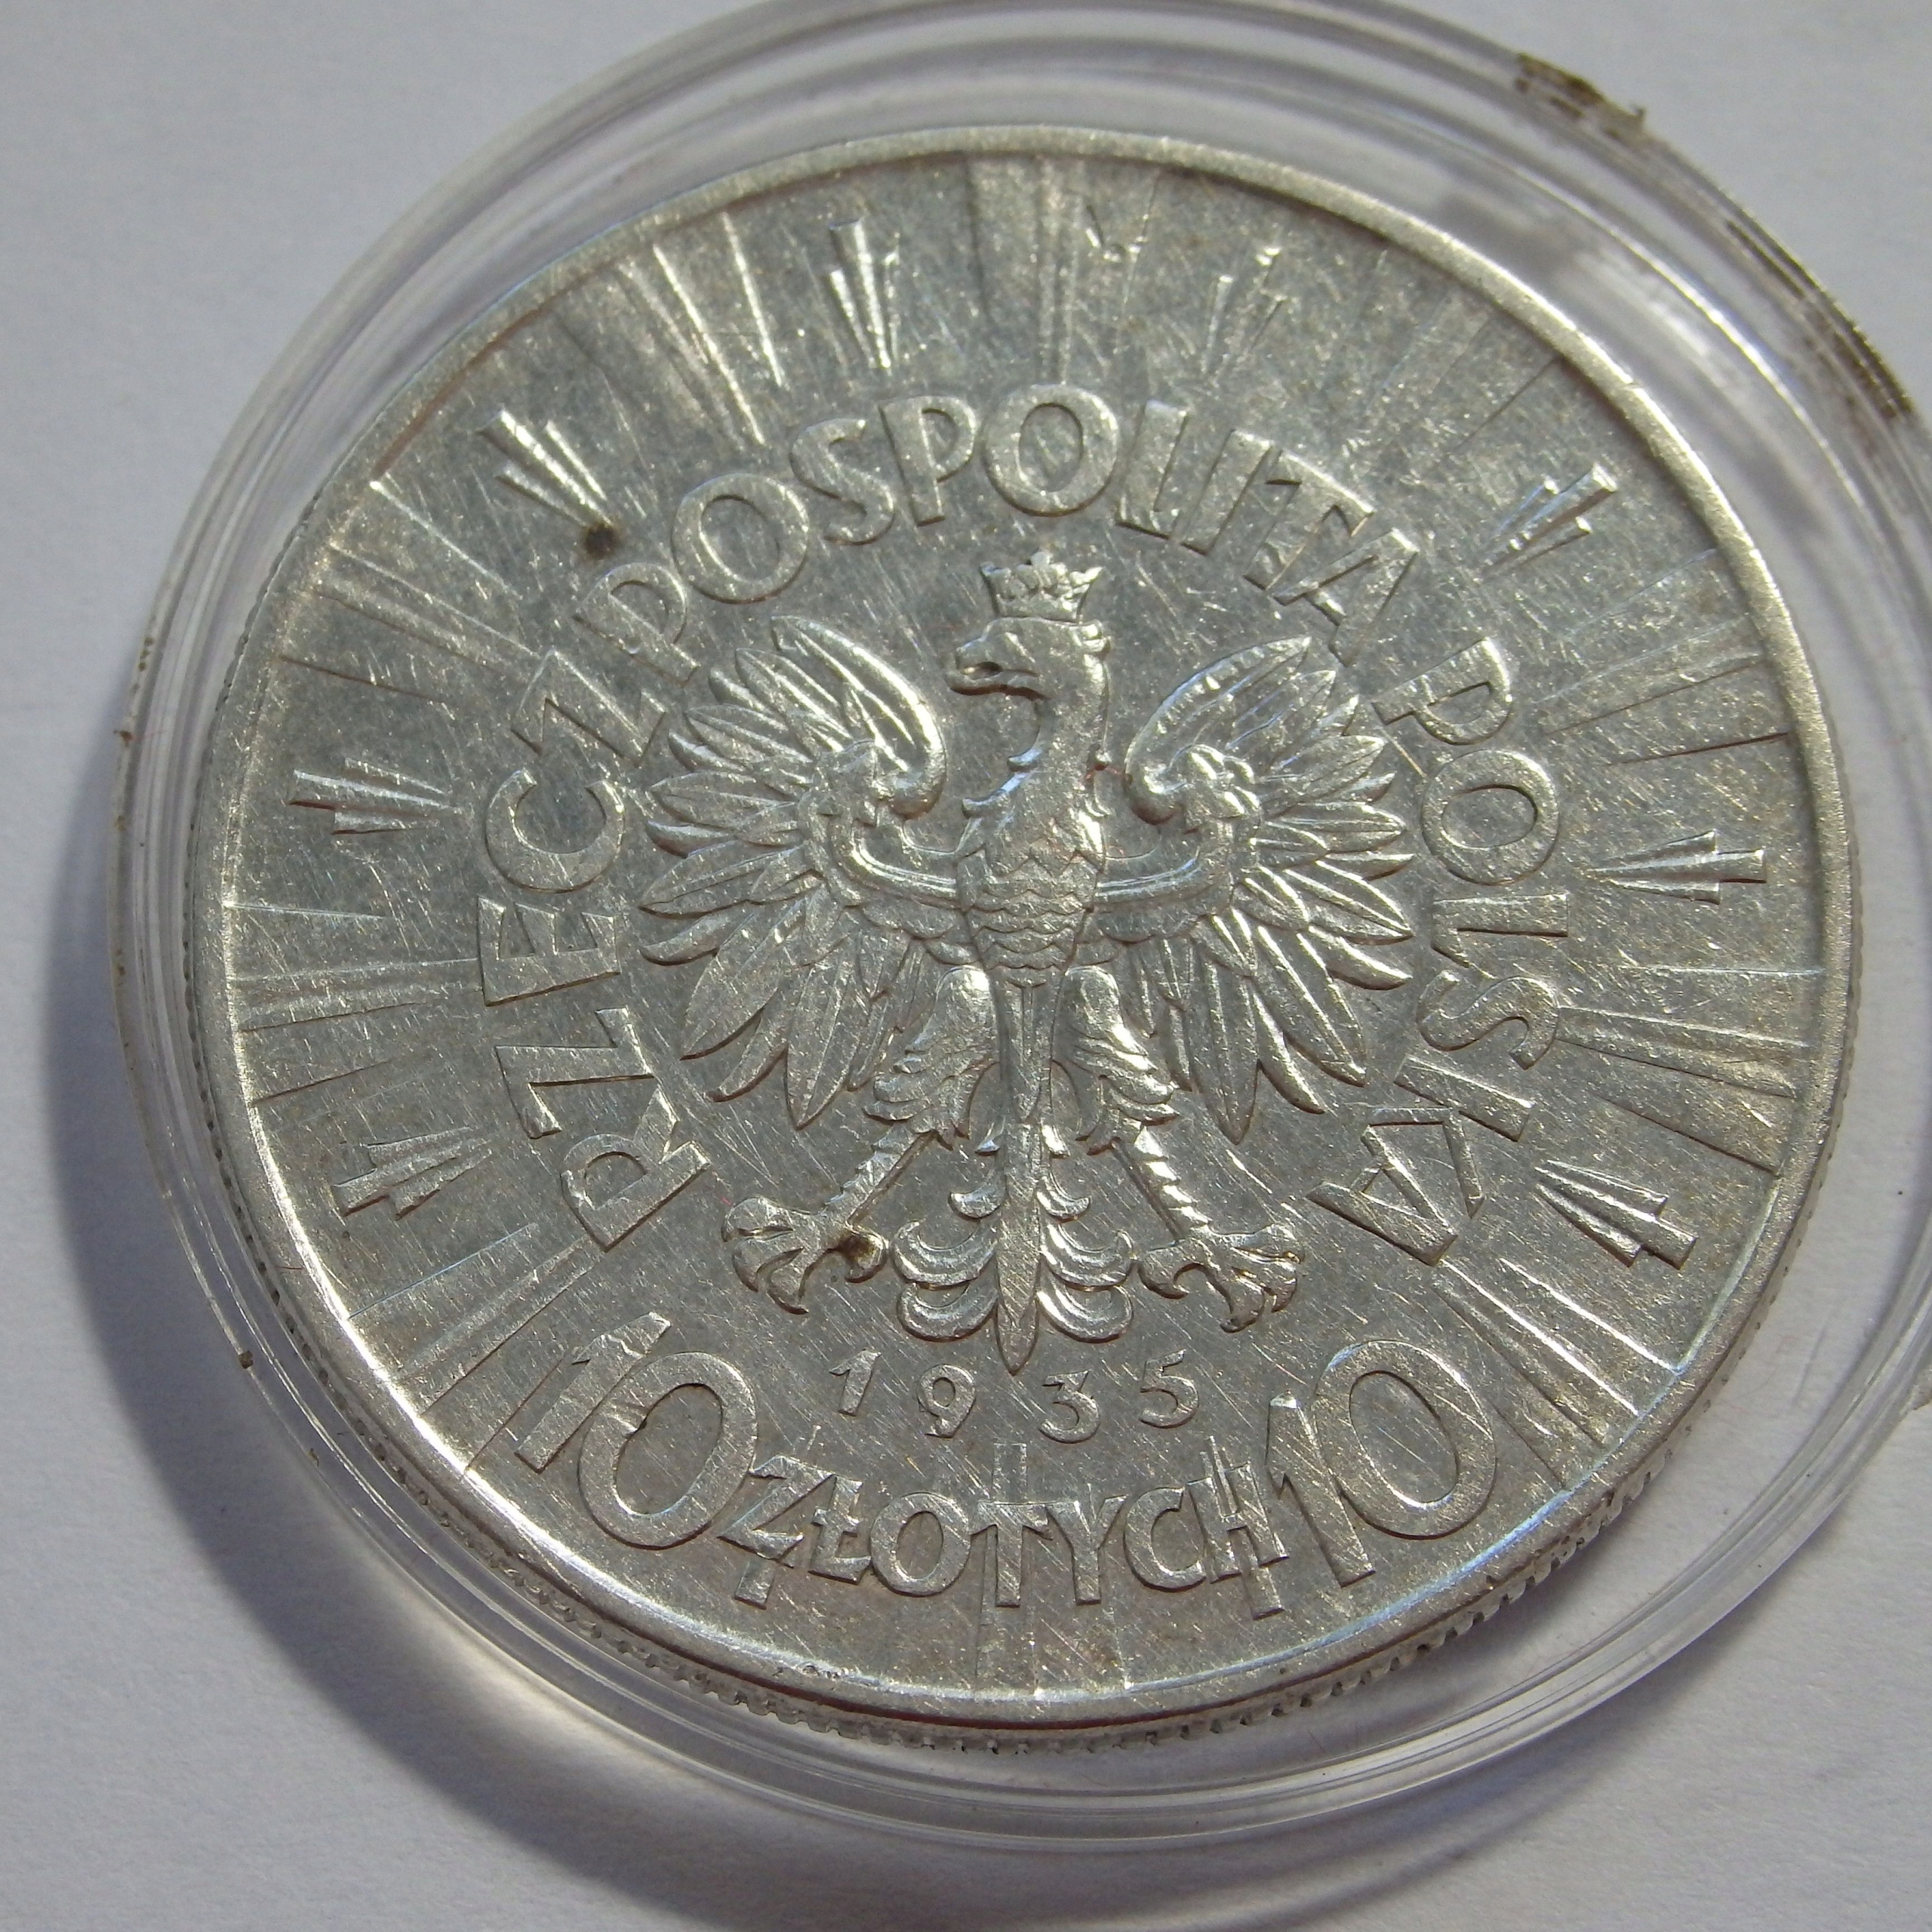 RZECZPOSPOLITA POLSKA
1935
10 ZŁOTYCH 10